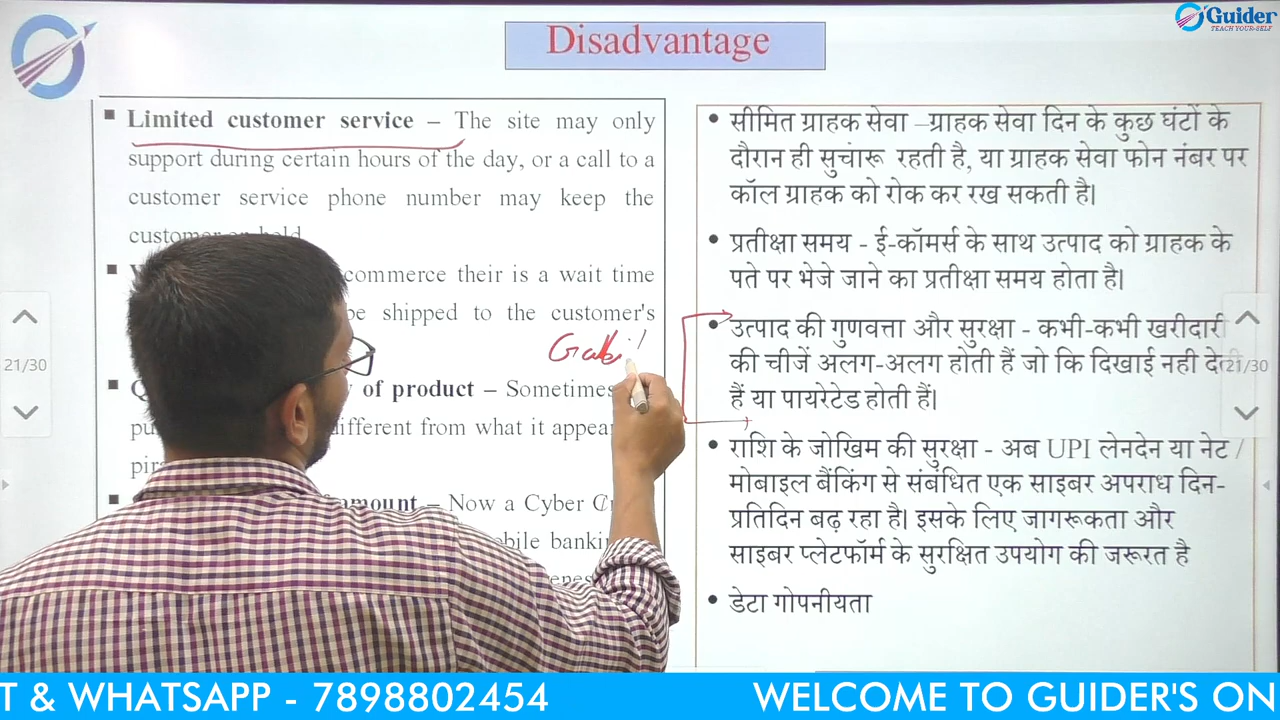 Guider
TEACH YOUR-SELF
Disadvantage
Limited customer service – The site may only
support during certain hours of the day, or a call to a
customer service phone number may keep the
customer on hold
commerce their is a wait time
be shipped to the customer's
of product – Sometimes
different from what it appea
amount – Now a Cyber
bile bankin
सीमित ग्राहक सेवा –ग्राहक सेवा दिन के कुछ घंटों के
दौरान ही सुचारू रहती है, या ग्राहक सेवा फोन नंबर पर
कॉल ग्राहक को रोक कर रख सकती है।
प्रतीक्षा समय - ई-कॉमर्स के साथ उत्पाद को ग्राहक के
पते पर भेजे जाने का प्रतीक्षा समय होता है।
उत्पाद की गुणवत्ता और सुरक्षा - कभी-कभी खरीदारी
की चीजें अलग-अलग होती हैं जो कि दिखाई नही दे
हैं या पायरेटेड होती हैं।
राशि के जोखिम की सुरक्षा - अब UPI लेनदेन या नेट /
मोबाइल बैंकिंग से संबंधित एक साइबर अपराध दिन-
प्रतिदिन बढ़ रहा है। इसके लिए जागरूकता और
साइबर प्लेटफॉर्म के सुरक्षित उपयोग की जरूरत है
डेटा गोपनीयता
21/30
21/30
T & WHATSAPP - 7898802454
WELCOME TO GUIDER'S ON